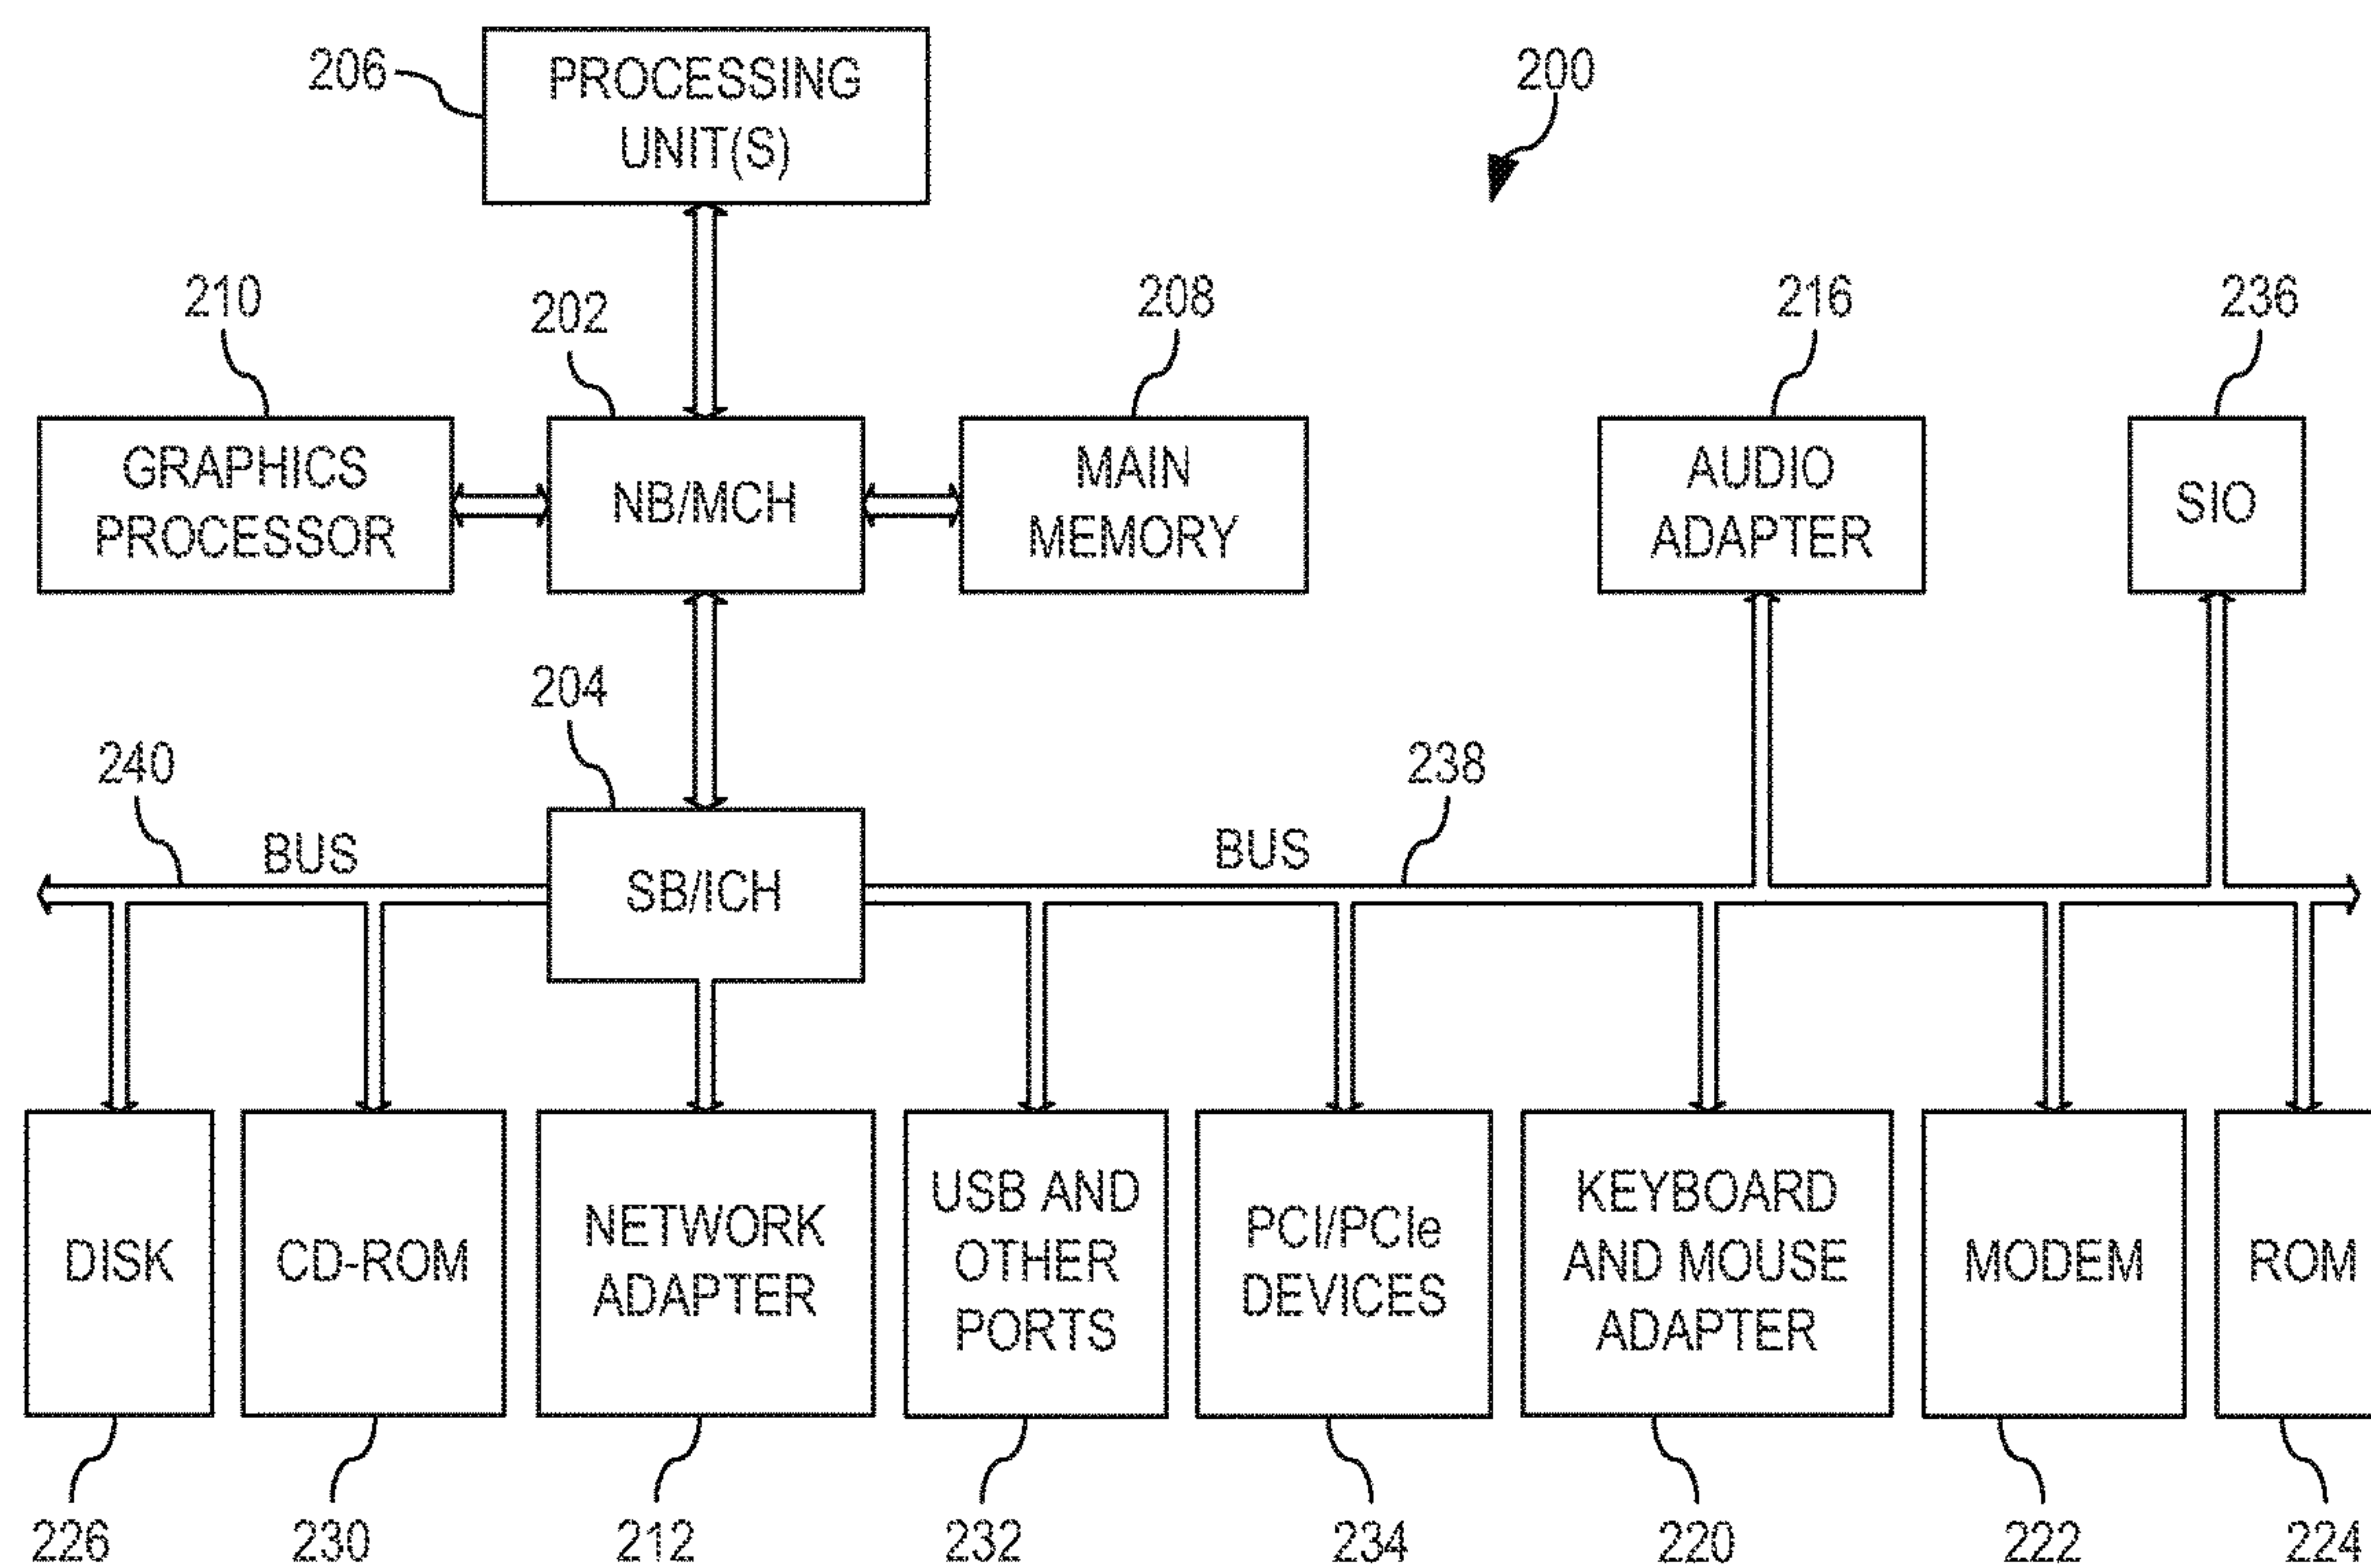 206
PROCESSING
UNIT(S)
200
210
202
208
216
236
GRAPHICS
PROCESSOR
NB/MCH
MAIN
MEMORY
AUDIO
ADAPTER
SIO
204
240
BUS
SB/ICH
BUS
238
DISK
CD-ROM
NETWORK
ADAPTER
USB AND
OTHER
PORTS
PCI/PCIe
DEVICES
KEYBOARD
AND MOUSE
ADAPTER
MODEM
ROM
226
230
212
232
234
220
222
224